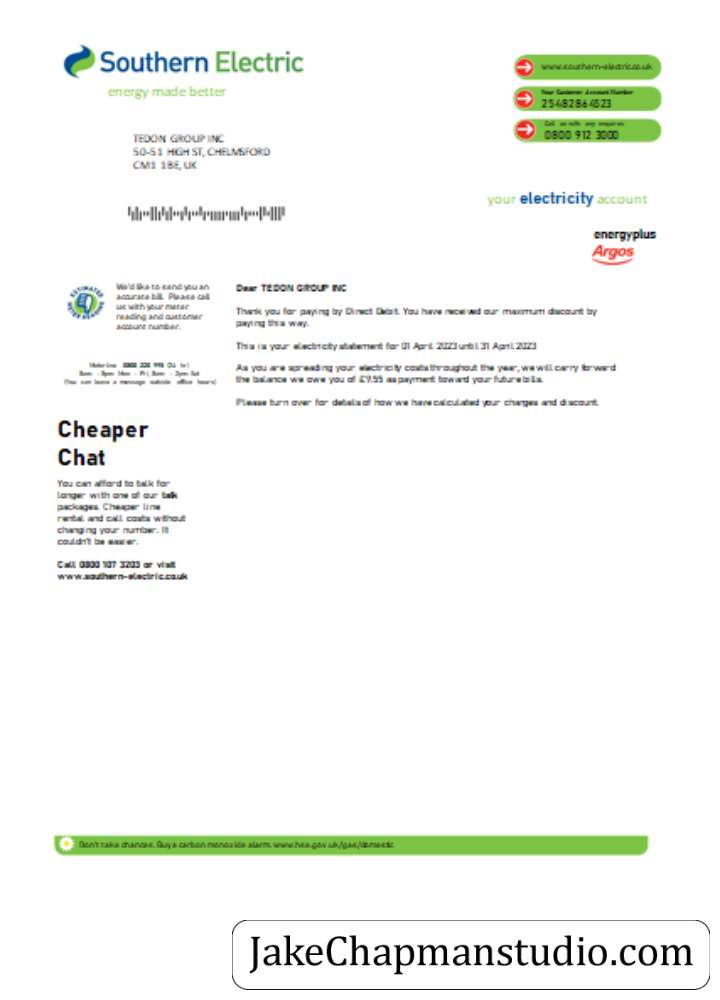 Southern Electric
energy made better
www.southern-electric.co.uk
Your Customer Account Number
25482864523
Call us with any enquiries
0800 912 3000
TEDON GROUP INC
50-51 HIGH ST, CHELMSFORD
CM1 1BE, UK
your electricity account
energyplus
Argos
ESTIMATED
METER READING
We'd like to send you an
accurate bill. Please call
us with your meter
reading and customer
account number.
Meterline 0800 220 995 (24 hr)
8am - 8pm Mon - Fri, 8am - 2pm Sat
(You can leave a message outside office hours)
Dear TEDON GROUP INC
Thank you for paying by Direct Debit. You have received our maximum discount by
paying this way.
This is your electricity statement for 01 April 2023 until 31 April 2023
As you are spreading your electricity costs throughout the year, we will carry forward
the balance we owe you of £9.55 as payment toward your future bills.
Please turn over for details of how we have calculated your charges and discount.
Cheaper
Chat
You can afford to talk for
longer with one of our talk
packages. Cheaper line
rental and call costs without
changing your number. It
couldn't be easier.
Call 0800 107 3203 or visit
www.southern-electric.co.uk
Don't take chances. Buy a carbon monoxide alarm. www.hse.gov.uk/gas/domestic
JakeChapmanstudio.com